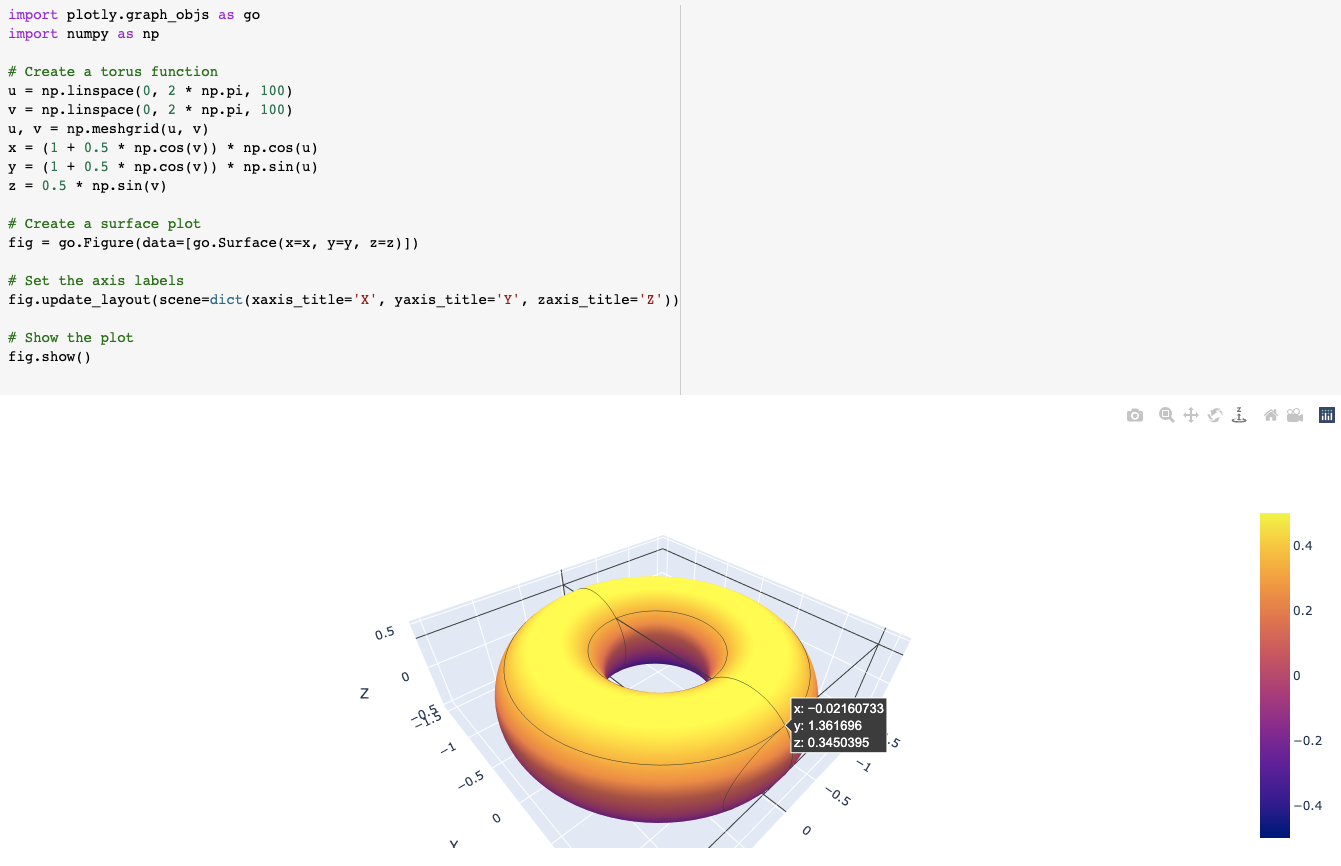 import plotly.graph_objs as go
import numpy as np
# Create a torus function
u = np.linspace(0, 2 * np.pi, 100)
v = np.linspace(0, 2 * np.pi, 100)
u, v = np.meshgrid(u, v)
x = (1 + 0.5 * np.cos(v)) * np.cos(u)
y = (1 + 0.5 * np.cos(v)) * np.sin(u)
z = 0.5 * np.sin(v)
# Create a surface plot
fig = go.Figure(data=[go.Surface(x=x, y=y, z=z)])
# Set the axis labels
fig.update_layout(scene=dict(xaxis_title='X', yaxis_title='Y', zaxis_title='Z'))
# Show the plot
fig.show()
z
0.5
0
Z
−0.5
−1.5
−1
−0.5
0
Y
x: −0.02160733
y: 1.361696
z: 0.3450395
.5
−1
−0.5
0
0.4
0.2
0
−0.2
−0.4